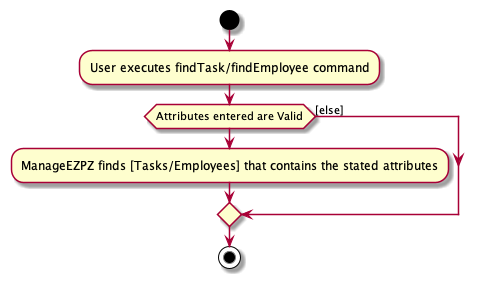 User executes findTask/findEmployee command
Attributes entered are Valid
[else]
ManageEZPZ finds [Tasks/Employees] that contains the stated attributes